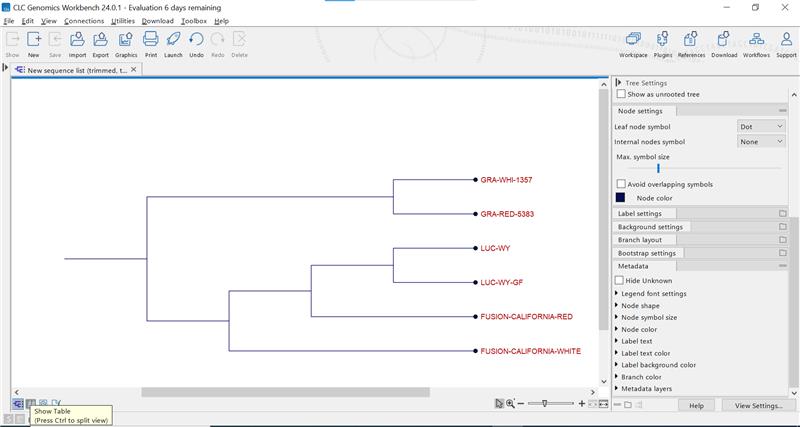 CLC Genomics Workbench 24.0.1 - Evaluation 6 days remaining
File Edit View Connections Utilities Download Toolbox Help
Show New Import Export Graphics Print Launch Undo Redo Delete
Workspace Plugins References Download Workflows Support
New sequence list (trimmed, t...
Tree Settings
Show as unrooted tree
Node settings
Leaf node symbol Dot
Internal nodes symbol None
Max. symbol size
Avoid overlapping symbols
Node color
Label settings
Background settings
Branch layout
Bootstrap settings
Metadata
Hide Unknown
Legend font settings
Node shape
Node symbol size
Node color
Label text
Label text color
Label background color
Branch color
Metadata layers
Help View Settings...
GRA-WHI-1357
GRA-RED-5383
LUC-WY
LUC-WY-GF
FUSION-CALIFORNIA-RED
FUSION-CALIFORNIA-WHITE
Show Table
(Press Ctrl to split view)